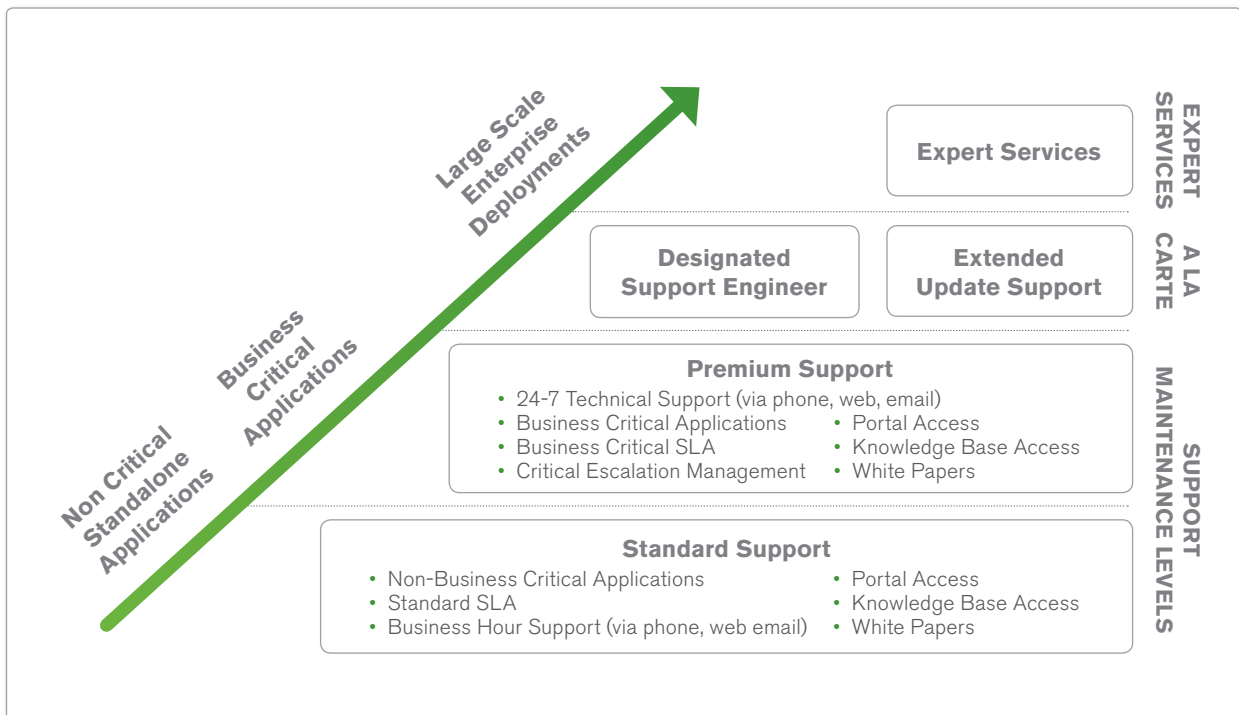 Large Scale
Enterprise
Deployments
EXPERT
SERVICES
Expert Services
Designated
Support Engineer
Extended
Update Support
A LA
CARTE
Business
Critical
Applications
Premium Support
• 24-7 Technical Support (via phone, web, email)
• Business Critical Applications
• Business Critical SLA
• Critical Escalation Management
• Portal Access
• Knowledge Base Access
• White Papers
SUPPORT
MAINTENANCE LEVELS
Non Critical
Standalone
Applications
Standard Support
• Non-Business Critical Applications
• Standard SLA
• Business Hour Support (via phone, web email)
• Portal Access
• Knowledge Base Access
• White Papers